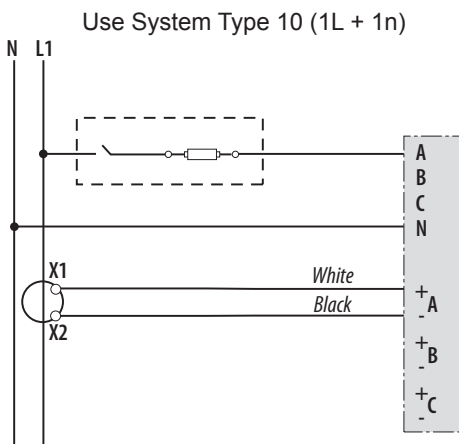 Use System Type 10 (1L + 1n)
N L1
A
B
C
N
X1
White
+
A
Black
-
X2
+
B
-
+
C
-